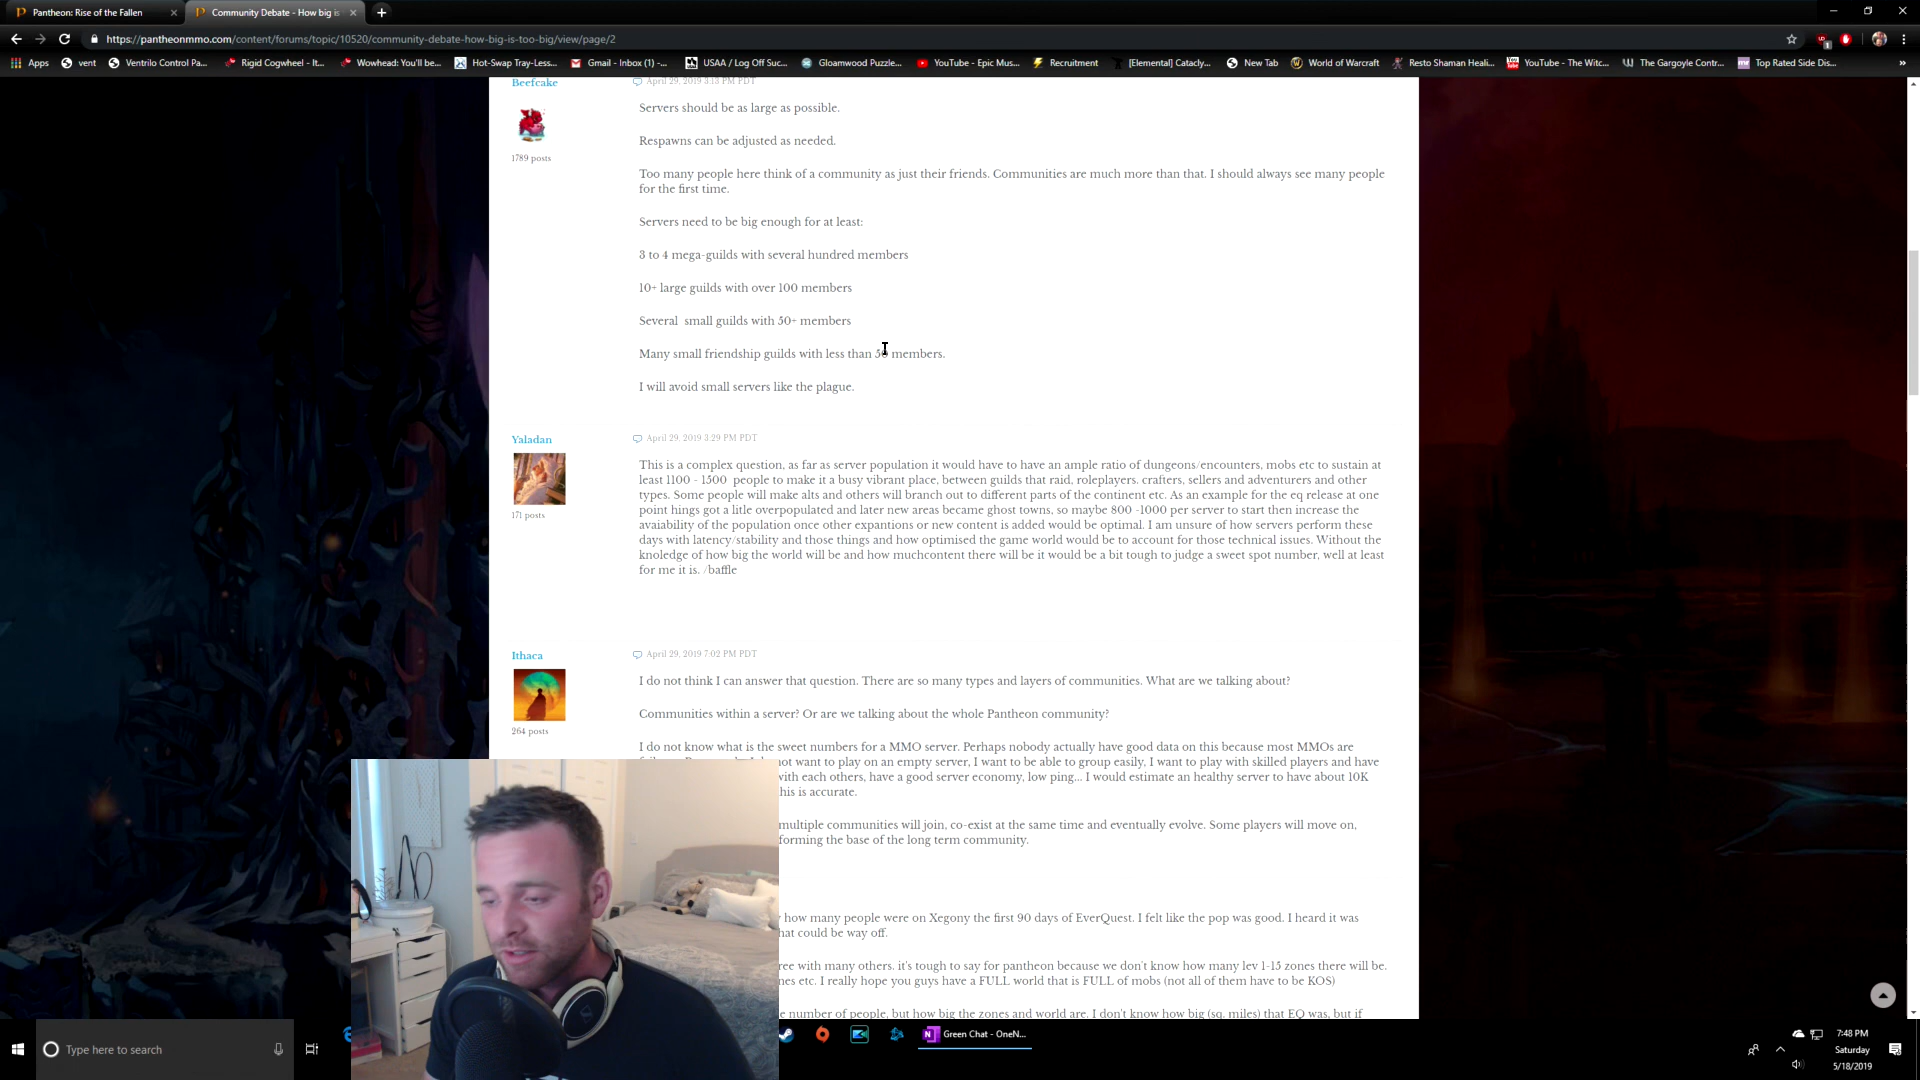 Pantheon: Rise of the Fallen
Community Debate - How big is
https://pantheonmmo.com/content/forums/topic/10520/community-debate-how-big-is-too-big/view/page/2
Apps
vent
Ventrilo Control Pa...
Rigid Cogwheel - It...
Wowhead: You'll be...
Hot-Swap Tray-Less...
Gmail - Inbox (1) -...
USAA / Log Off Suc...
Gloamwood Puzzle...
YouTube - Epic Mus...
Recruitment
[Elemental] Catacly...
New Tab
World of Warcraft
Resto Shaman Heali...
YouTube - The Witc...
The Gargoyle Contr...
Top Rated Side Dis...
»
Beefcake
April 29, 2019 3:13 PM PDT
1789 posts
Servers should be as large as possible.
Respawns can be adjusted as needed.
Too many people here think of a community as just their friends. Communities are much more than that. I should always see many people
for the first time.
Servers need to be big enough for at least:
3 to 4 mega-guilds with several hundred members
10+ large guilds with over 100 members
Several small guilds with 50+ members
Many small friendship guilds with less than 50 members.
I will avoid small servers like the plague.
Yaladan
April 29, 2019 3:29 PM PDT
171 posts
This is a complex question, as far as server population it would have to have an ample ratio of dungeons/encounters, mobs etc to sustain at
least 1100 - 1500 people to make it a busy vibrant place, between guilds that raid, roleplayers. crafters, sellers and adventurers and other
types. Some people will make alts and others will branch out to different parts of the continent etc. As an example for the eq release at one
point hings got a litle overpopulated and later new areas became ghost towns, so maybe 800 -1000 per server to start then increase the
avaiability of the population once other expantions or new content is added would be optimal. I am unsure of how servers perform these
days with latency/stability and those things and how optimised the game world would be to account for those technical issues. Without the
knoledge of how big the world will be and how muchcontent there will be it would be a bit tough to judge a sweet spot number, well at least
for me it is. /baffle
Ithaca
April 29, 2019 7:02 PM PDT
264 posts
I do not think I can answer that question. There are so many types and layers of communities. What are we talking about?
Communities within a server? Or are we talking about the whole Pantheon community?
I do not know what is the sweet numbers for a MMO server. Perhaps nobody actually have good data on this because most MMOs are
not want to play on an empty server, I want to be able to group easily, I want to play with skilled players and have
with each others, have a good server economy, low ping... I would estimate an healthy server to have about 10K
his is accurate.
multiple communities will join, co-exist at the same time and eventually evolve. Some players will move on,
forming the base of the long term community.
how many people were on Xegony the first 90 days of EverQuest. I felt like the pop was good. I heard it was
hat could be way off.
ree with many others. it's tough to say for pantheon because we don't know how many lev 1-15 zones there will be.
nes etc. I really hope you guys have a FULL world that is FULL of mobs (not all of them have to be KOS)
e number of people, but how big the zones and world are. I don't know how big (sq. miles) that EQ was, but if
Type here to search
Green Chat - OneN...
7:48 PM
Saturday
5/18/2019